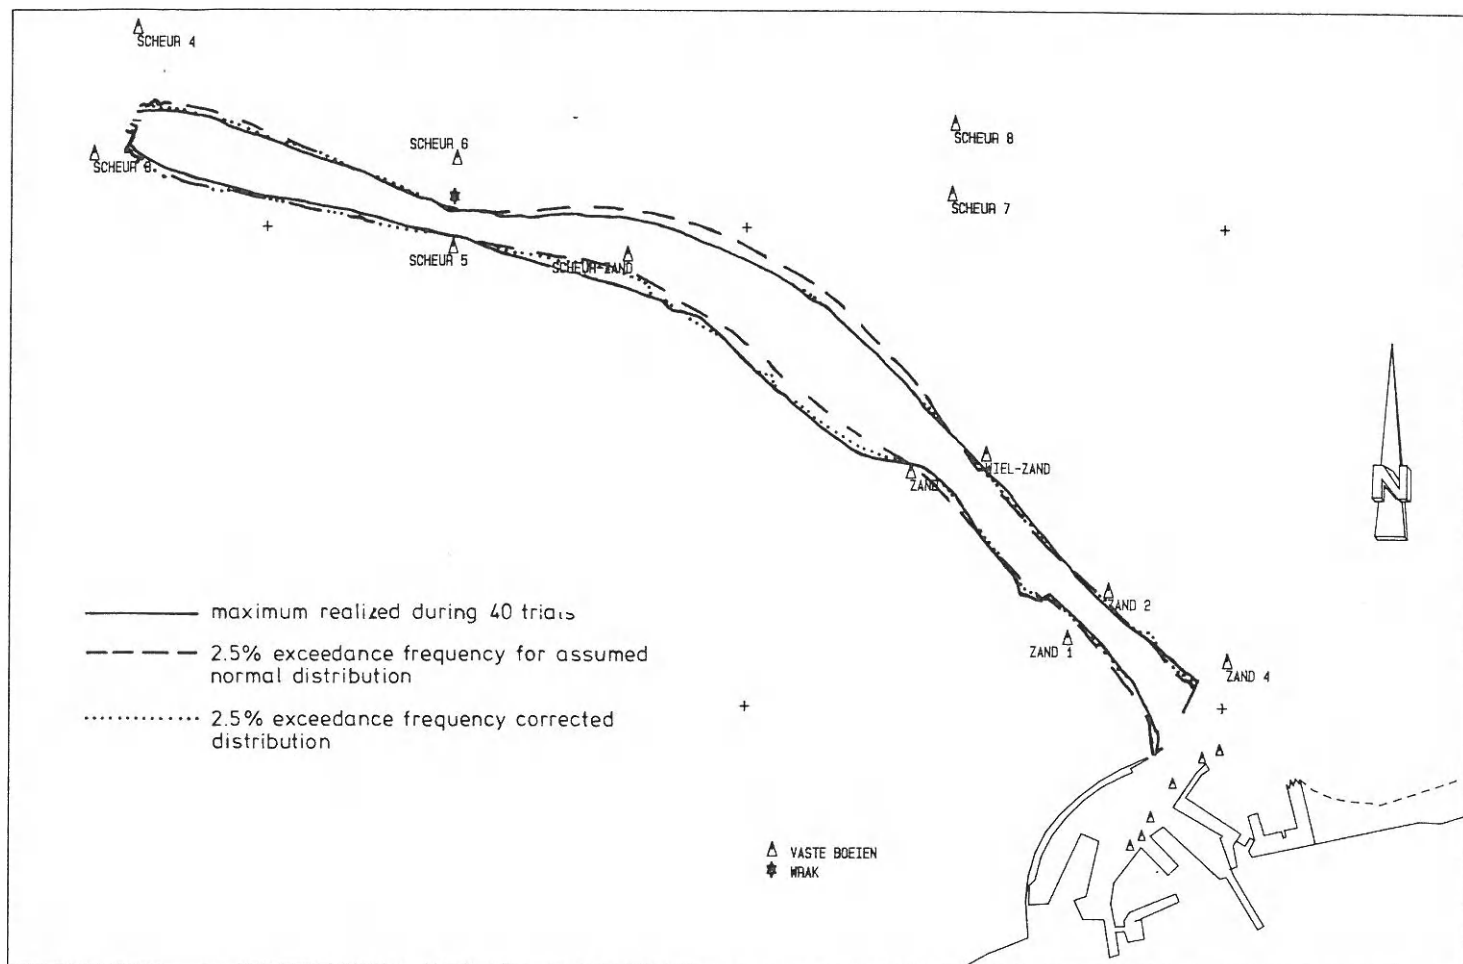 SCHEUR 4
SCHEUR 8
SCHEUR 6
SCHEUR 3
SCHEUR 7
SCHEUR 5
SCHEUR-ZAND
WIEL-ZAND
ZAND
N
ZAND 2
maximum realized during 40 trials
ZAND 1
2.5% exceedance frequency for assumed
normal distribution
ZAND 4
2.5% exceedance frequency corrected
distribution
VASTE BOEIEN
WRAK